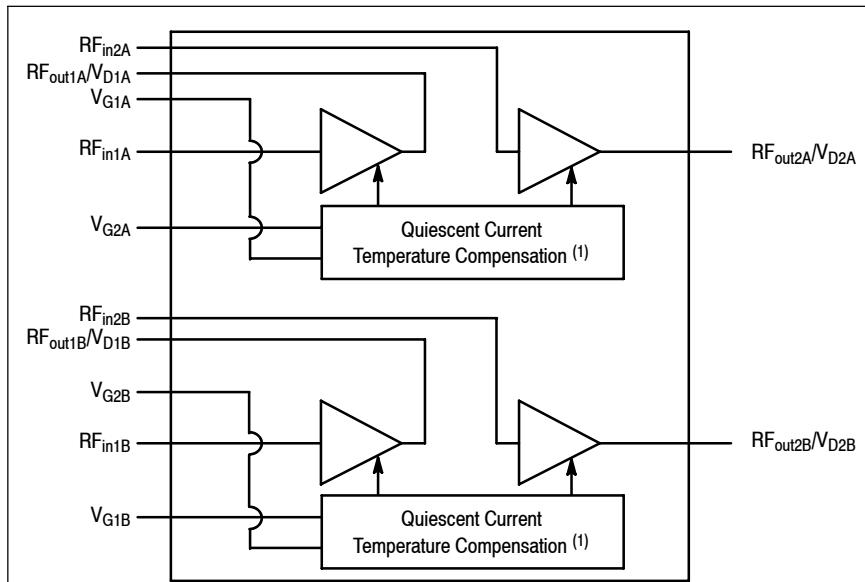 RFin2A
RFout1A/VD1A
VG1A
RFin1A
RFout2A/VD2A
VG2A
Quiescent Current
Temperature Compensation (1)
RFin2B
RFout1B/VD1B
VG2B
RFin1B
RFout2B/VD2B
VG1B
Quiescent Current
Temperature Compensation (1)